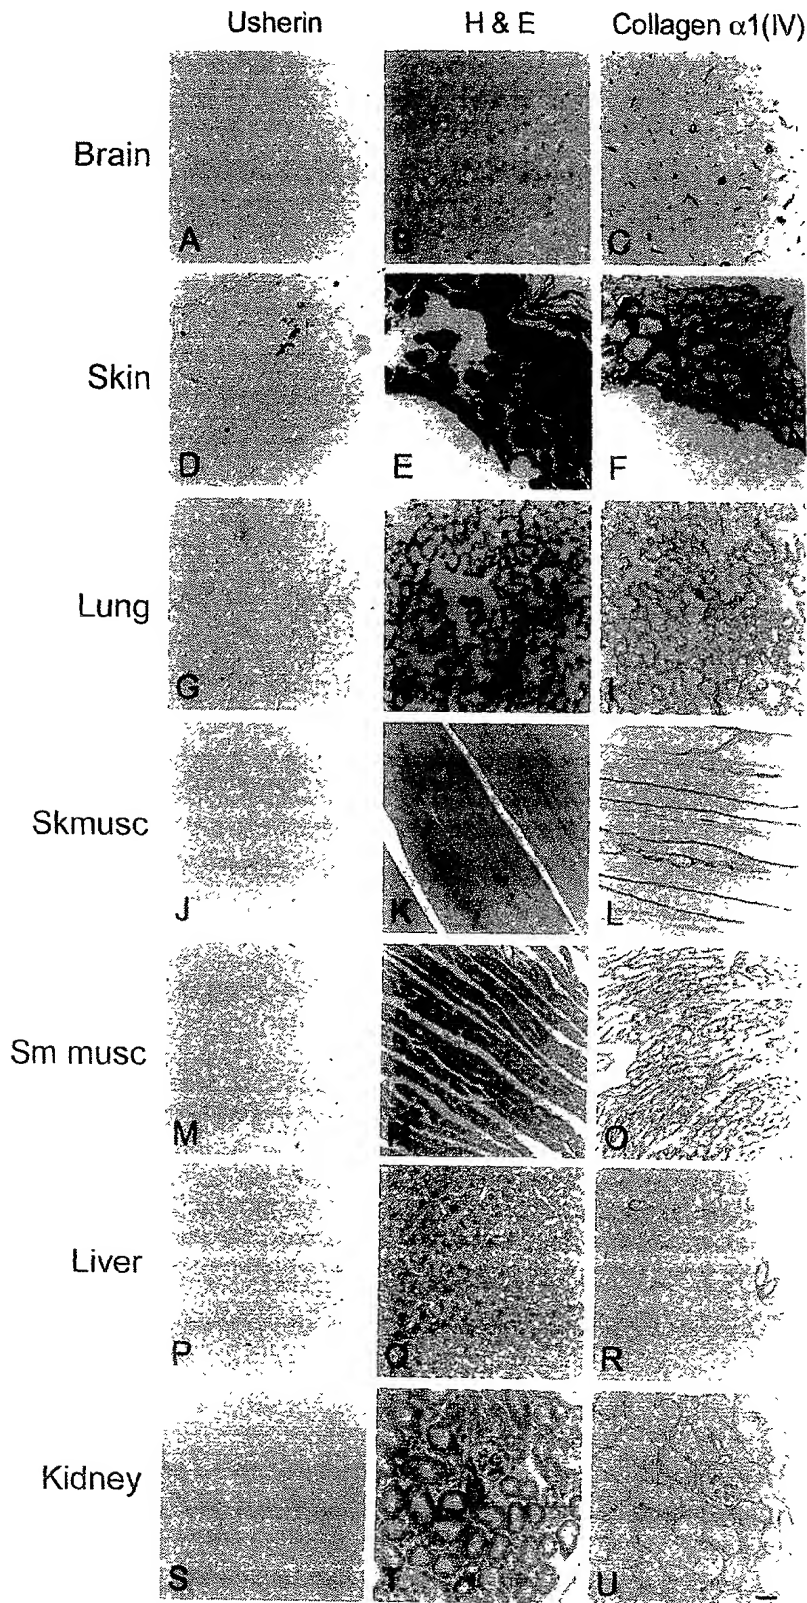 Usherin H & E Collagen α1(IV)
Brain
A B C
Skin
D E F
Lung
G I
Skmusc
J K L
Sm musc
M N O
Liver
P Q R
Kidney
S T U